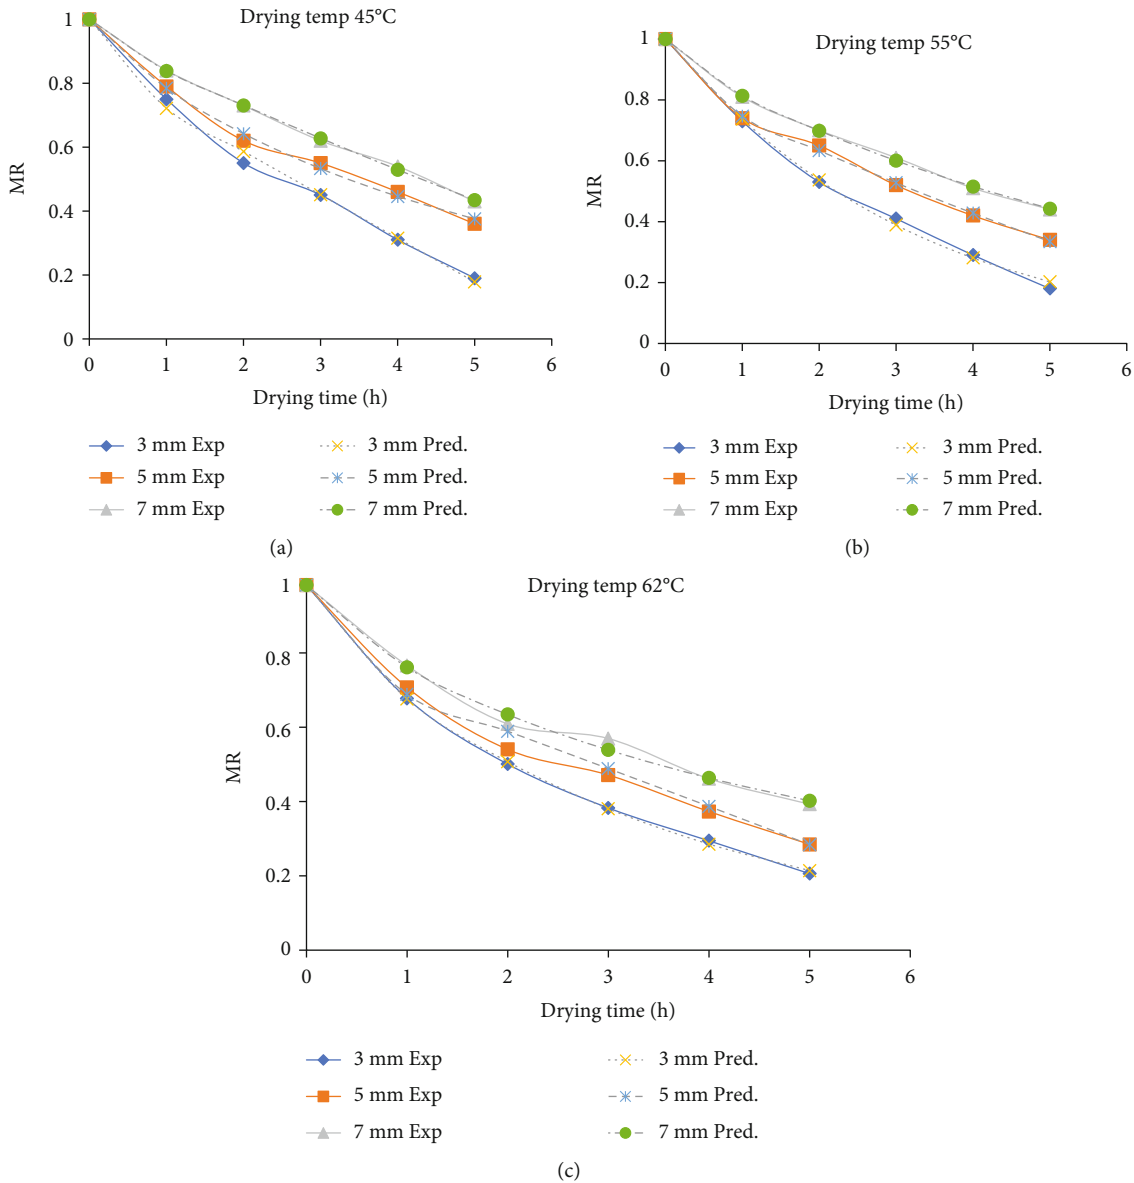 Drying temp 45°C
1
0.8
0.6
0.4
0.2
0
MR
0 1 2 3 4 5 6
Drying time (h)
3 mm Exp 3 mm Pred.
5 mm Exp 5 mm Pred.
7 mm Exp 7 mm Pred.
(a)
Drying temp 55°C
1
0.8
0.6
0.4
0.2
0
MR
0 1 2 3 4 5 6
Drying time (h)
3 mm Exp 3 mm Pred.
5 mm Exp 5 mm Pred.
7 mm Exp 7 mm Pred.
(b)
Drying temp 62°C
1
0.8
0.6
0.4
0.2
0
MR
0 1 2 3 4 5 6
Drying time (h)
3 mm Exp 3 mm Pred.
5 mm Exp 5 mm Pred.
7 mm Exp 7 mm Pred.
(c)